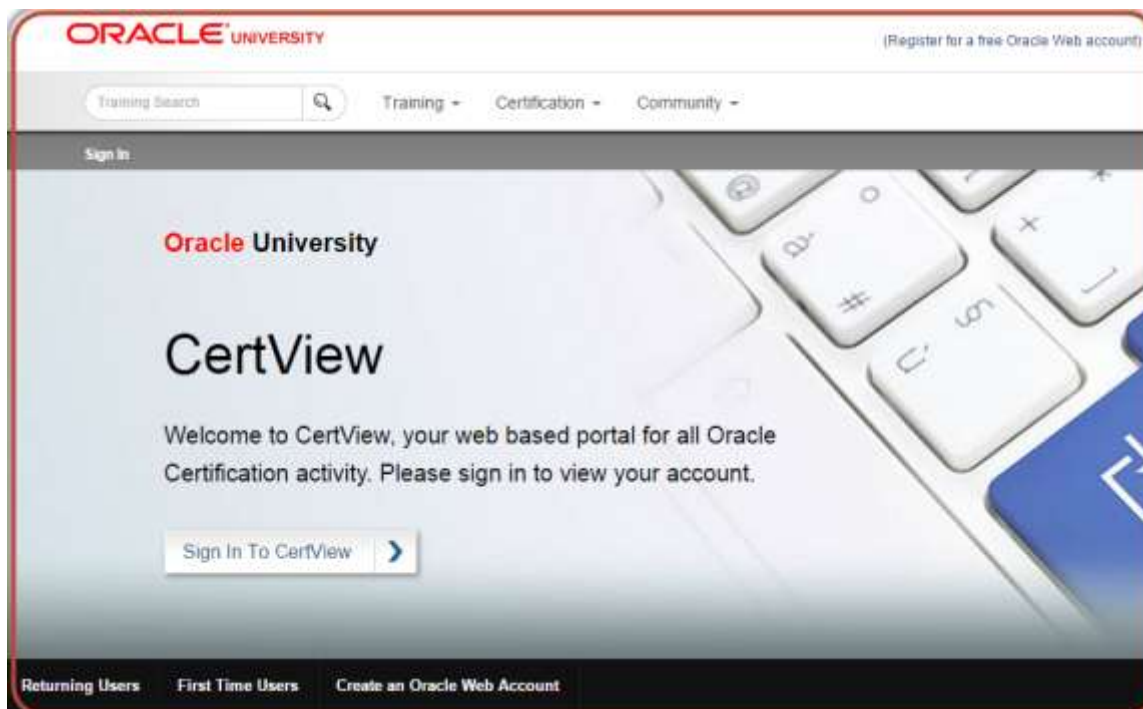 ORACLE UNIVERSITY
(Register for a free Oracle Web account)
Training Search
Training
Certification
Community
Sign In
Oracle University
CertView
Welcome to CertView, your web based portal for all Oracle
Certification activity. Please sign in to view your account.
Sign In To CertView
Returning Users
First Time Users
Create an Oracle Web Account